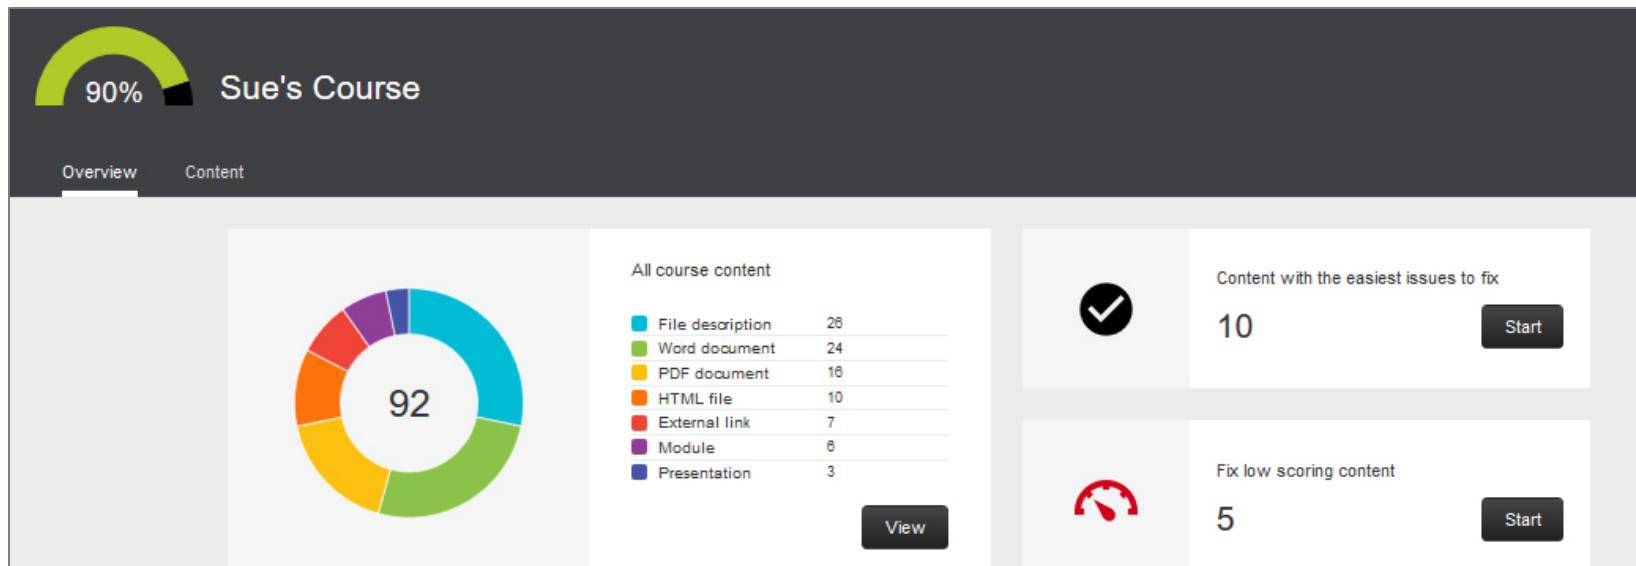 90%
Sue's Course
Overview
Content
92
All course content
File description 26
Word document 24
PDF document 16
HTML file 10
External link 7
Module 6
Presentation 3
View
Content with the easiest issues to fix
10
Start
Fix low scoring content
5
Start